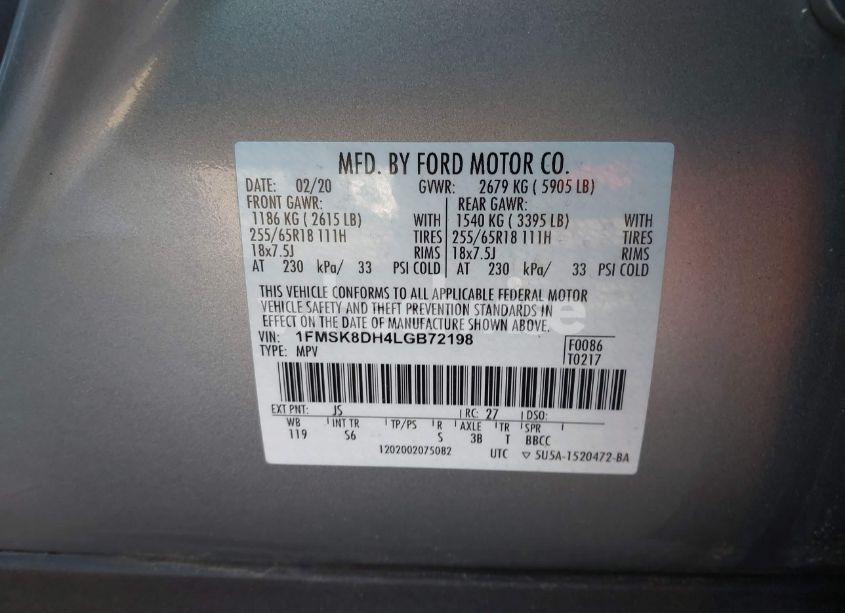 MFD. BY FORD MOTOR CO.
DATE: 02/20 GVWR: 2679 KG ( 5905 LB)
FRONT GAWR: REAR GAWR:
1186 KG ( 2615 LB) WITH 1540 KG ( 3395 LB) WITH
255/65R18 111H TIRES 255/65R18 111H TIRES
18x7.5J RIMS 18x7.5J RIMS
AT 230 kPa/ 33 PSI COLD AT 230 kPa/ 33 PSI COLD
THIS VEHICLE CONFORMS TO ALL APPLICABLE FEDERAL MOTOR
VEHICLE SAFETY AND THEFT PREVENTION STANDARDS IN
EFFECT ON THE DATE OF MANUFACTURE SHOWN ABOVE.
VIN: 1FMSK8DH4LGB72198
TYPE: MPV
F0086
T0217
EXT PNT: JS RC: 27 DSO:
WB INT TR TP/PS R AXLE TR SPR
119 S6 S 3B T BBCC
1202002075082 UTC ▽ 5U5A-1520472-BA